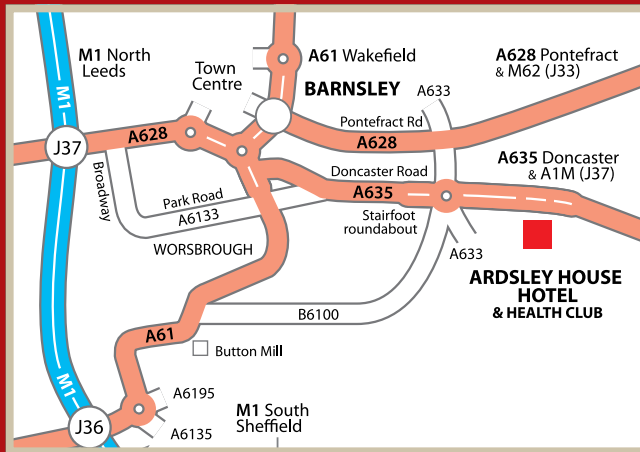 M1 North
Leeds
A61 Wakefield
A628 Pontefract
& M62 (J33)
Town
Centre
BARNSLEY
A633
M1
Pontefract Rd
A628
A628
J37
A635 Doncaster
& A1M (J37)
Doncaster Road
A635
Broadway
Park Road
A6133
Stairfoot
roundabout
WORSBROUGH
A633
ARDSLEY HOUSE
HOTEL
& HEALTH CLUB
B6100
A61
Button Mill
M1
A6195
M1 South
Sheffield
J36
A6135